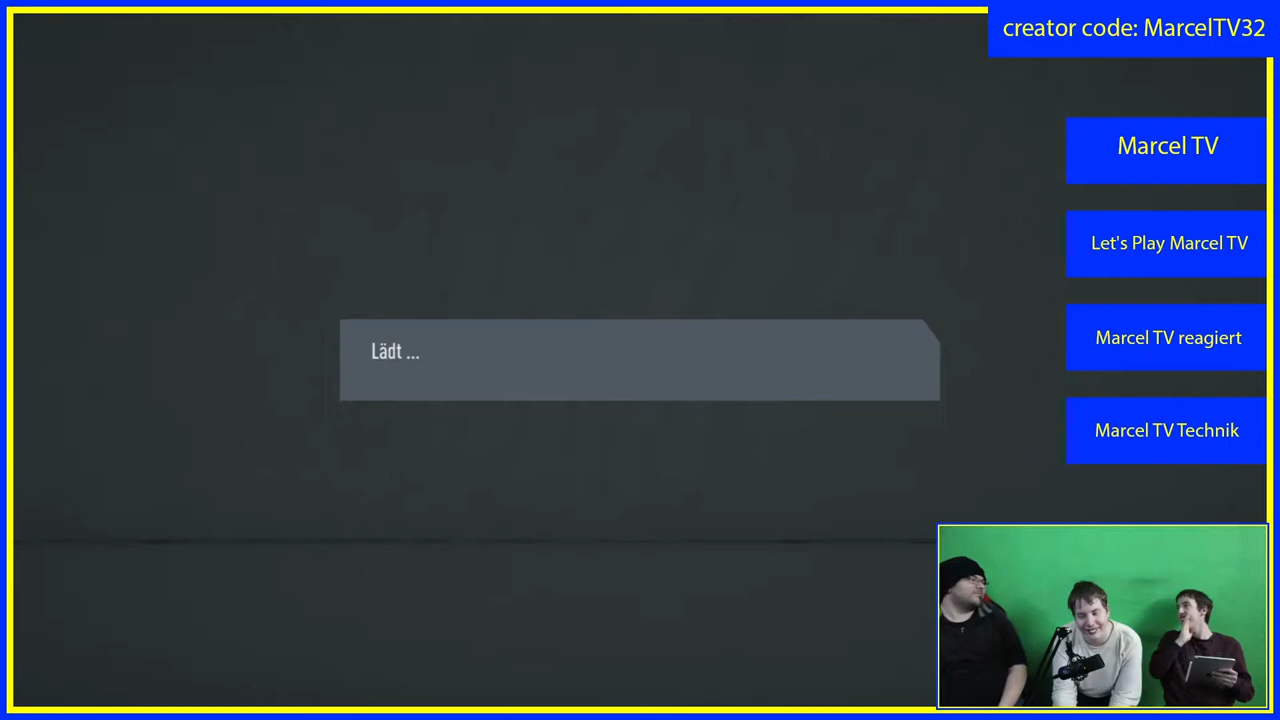 creator code: MarcelTV32
Marcel TV
Let's Play Marcel TV
Marcel TV reagiert
Lädt ...
Marcel TV Technik